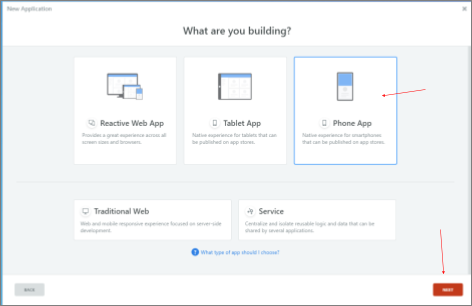 New Application
What are you building?
Reactive Web App
Provides a great experience across all
screen sizes and browsers.
Tablet App
Native experience for tablets that can
be published on app stores.
Phone App
Native experience for smartphones
that can be published on app stores.
Traditional Web
Web and mobile responsive experience focused on server-side
development.
Service
Centralize and isolate reusable logic and data that can be
shared by several applications.
? What type of app should I choose?
BACK
NEXT